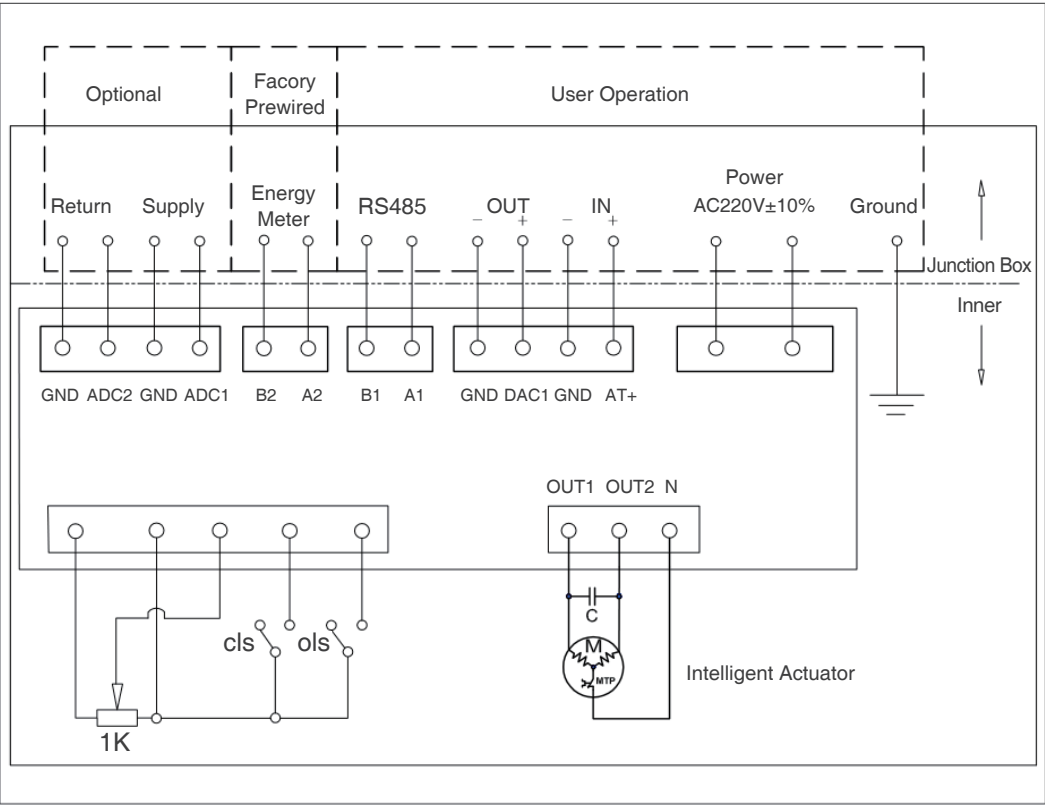 Optional
Facory
Prewired
User Operation
Return
Supply
Energy
Meter
RS485
OUT
IN
Power
AC220V±10%
Ground
− + − +
Junction Box
Inner
GND ADC2 GND ADC1
B2 A2
B1 A1
GND DAC1 GND AT+
OUT1 OUT2 N
C
cls
ols
M
MTP
Intelligent Actuator
1K